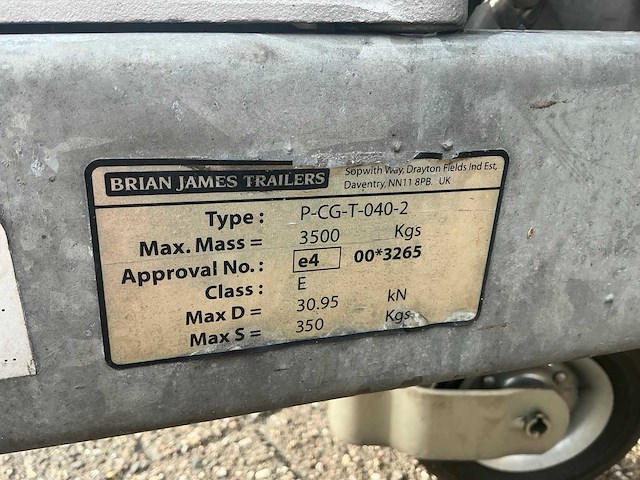 BRIAN JAMES TRAILERS
Sopwith Way, Drayton Fields Ind Est,
Daventry, NN11 8PB. UK
Type : P-CG-T-040-2
Max. Mass = 3500 Kgs
Approval No. : e4 00*3265
Class : E
Max D = 30.95 kN
Max S = 350 Kgs